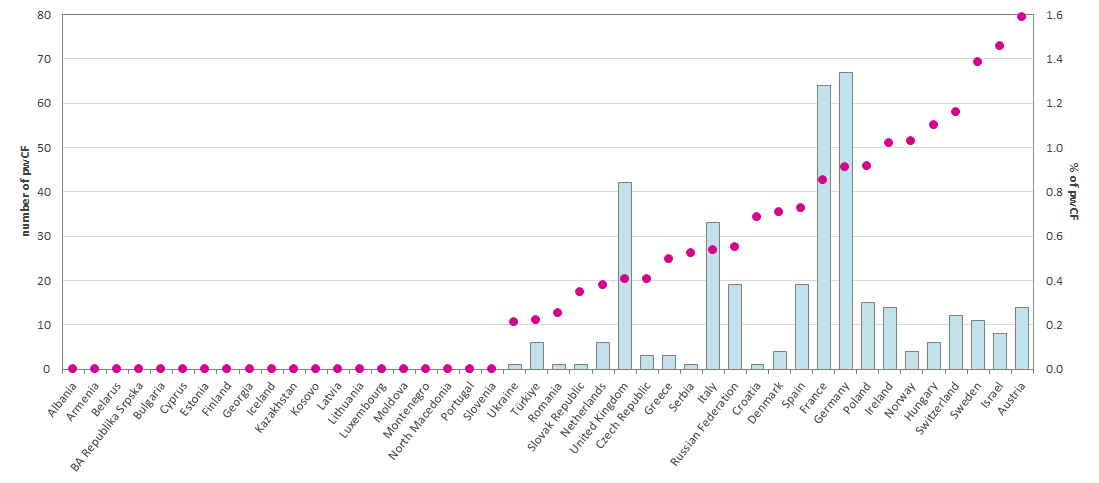 number of pwCF
80
70
60
50
40
30
20
10
0
1.6
1.4
1.2
1.0
0.8
0.6
0.4
0.2
0.0
% of pwCF
Albania
Armenia
Belarus
BA Republika Srpska
Bulgaria
Cyprus
Estonia
Finland
Georgia
Iceland
Kazakhstan
Kosovo
Latvia
Lithuania
Luxembourg
Moldova
Montenegro
North Macedonia
Portugal
Slovenia
Ukraine
Türkiye
Romania
Slovak Republic
Netherlands
United Kingdom
Czech Republic
Greece
Serbia
Italy
Russian Federation
Croatia
Denmark
Spain
France
Germany
Poland
Ireland
Norway
Hungary
Switzerland
Sweden
Israel
Austria